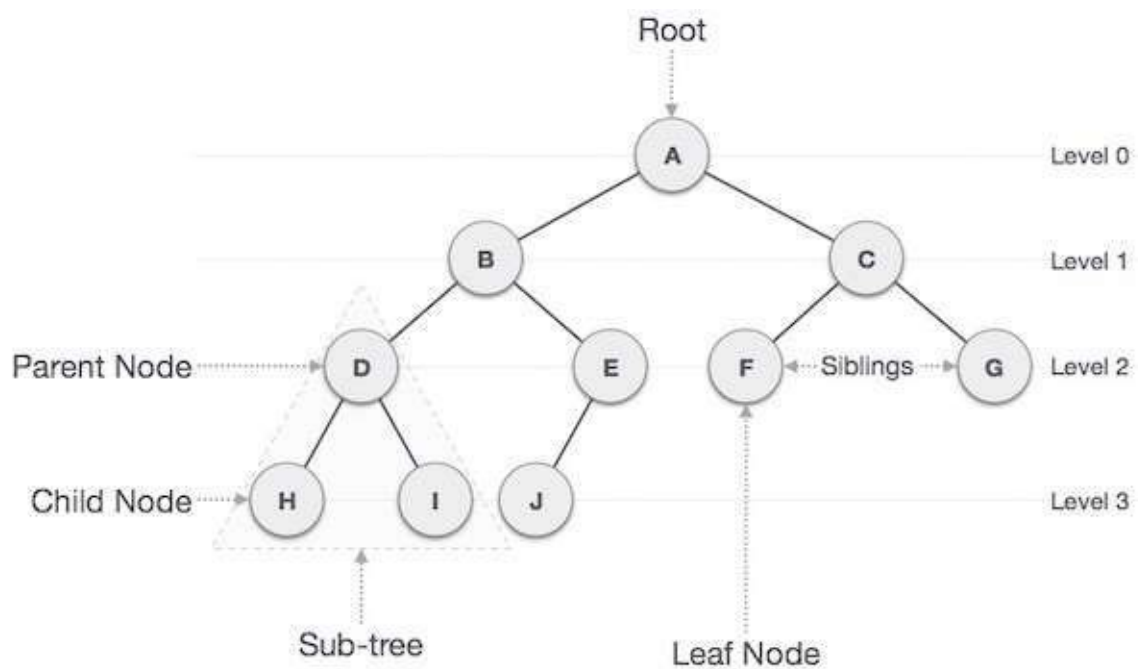 Root
A
Level 0
B
C
Level 1
Parent Node
D
E
F
Siblings
G
Level 2
Child Node
H
I
J
Level 3
Sub-tree
Leaf Node